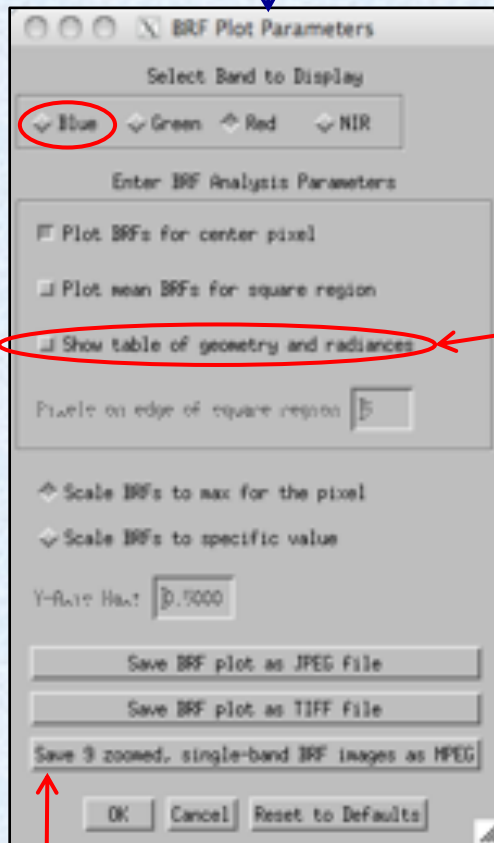 BRF Plot Parameters
Select Band to Display
Blue Green Red NIR
Enter BRF Analysis Parameters
Plot BRFs for center pixel
Plot mean BRFs for square region
Show table of geometry and radiances
Pixels on edge of square region 5
Scale BRFs to max for the pixel
Scale BRFs to specific value
Y-Axis Max: 0.5000
Save BRF plot as JPEG file
Save BRF plot as TIFF file
Save 9 zoomed, single-band BRF images as MPEG
OK Cancel Reset to Defaults